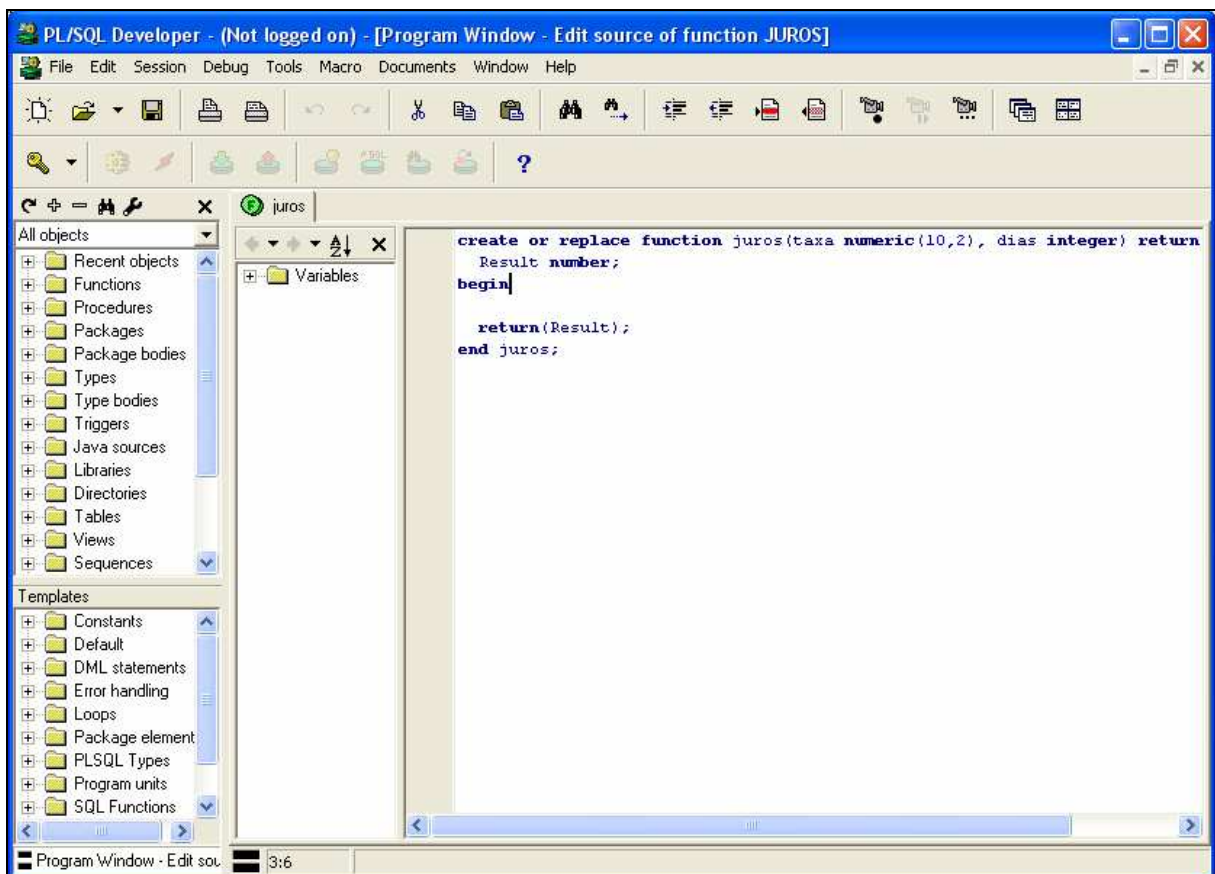 PL/SQL Developer - (Not logged on) - [Program Window - Edit source of function JUROS]
File Edit Session Debug Tools Macro Documents Window Help
?
juros
All objects
Recent objects
Functions
Procedures
Packages
Package bodies
Types
Type bodies
Triggers
Java sources
Libraries
Directories
Tables
Views
Sequences
Templates
Constants
Default
DML statements
Error handling
Loops
Package element
PLSQL Types
Program units
SQL Functions
Program Window - Edit sou
Variables
create or replace function juros(taxa numeric(10,2), dias integer) return
Result number;
begin
return(Result);
end juros;
3:6